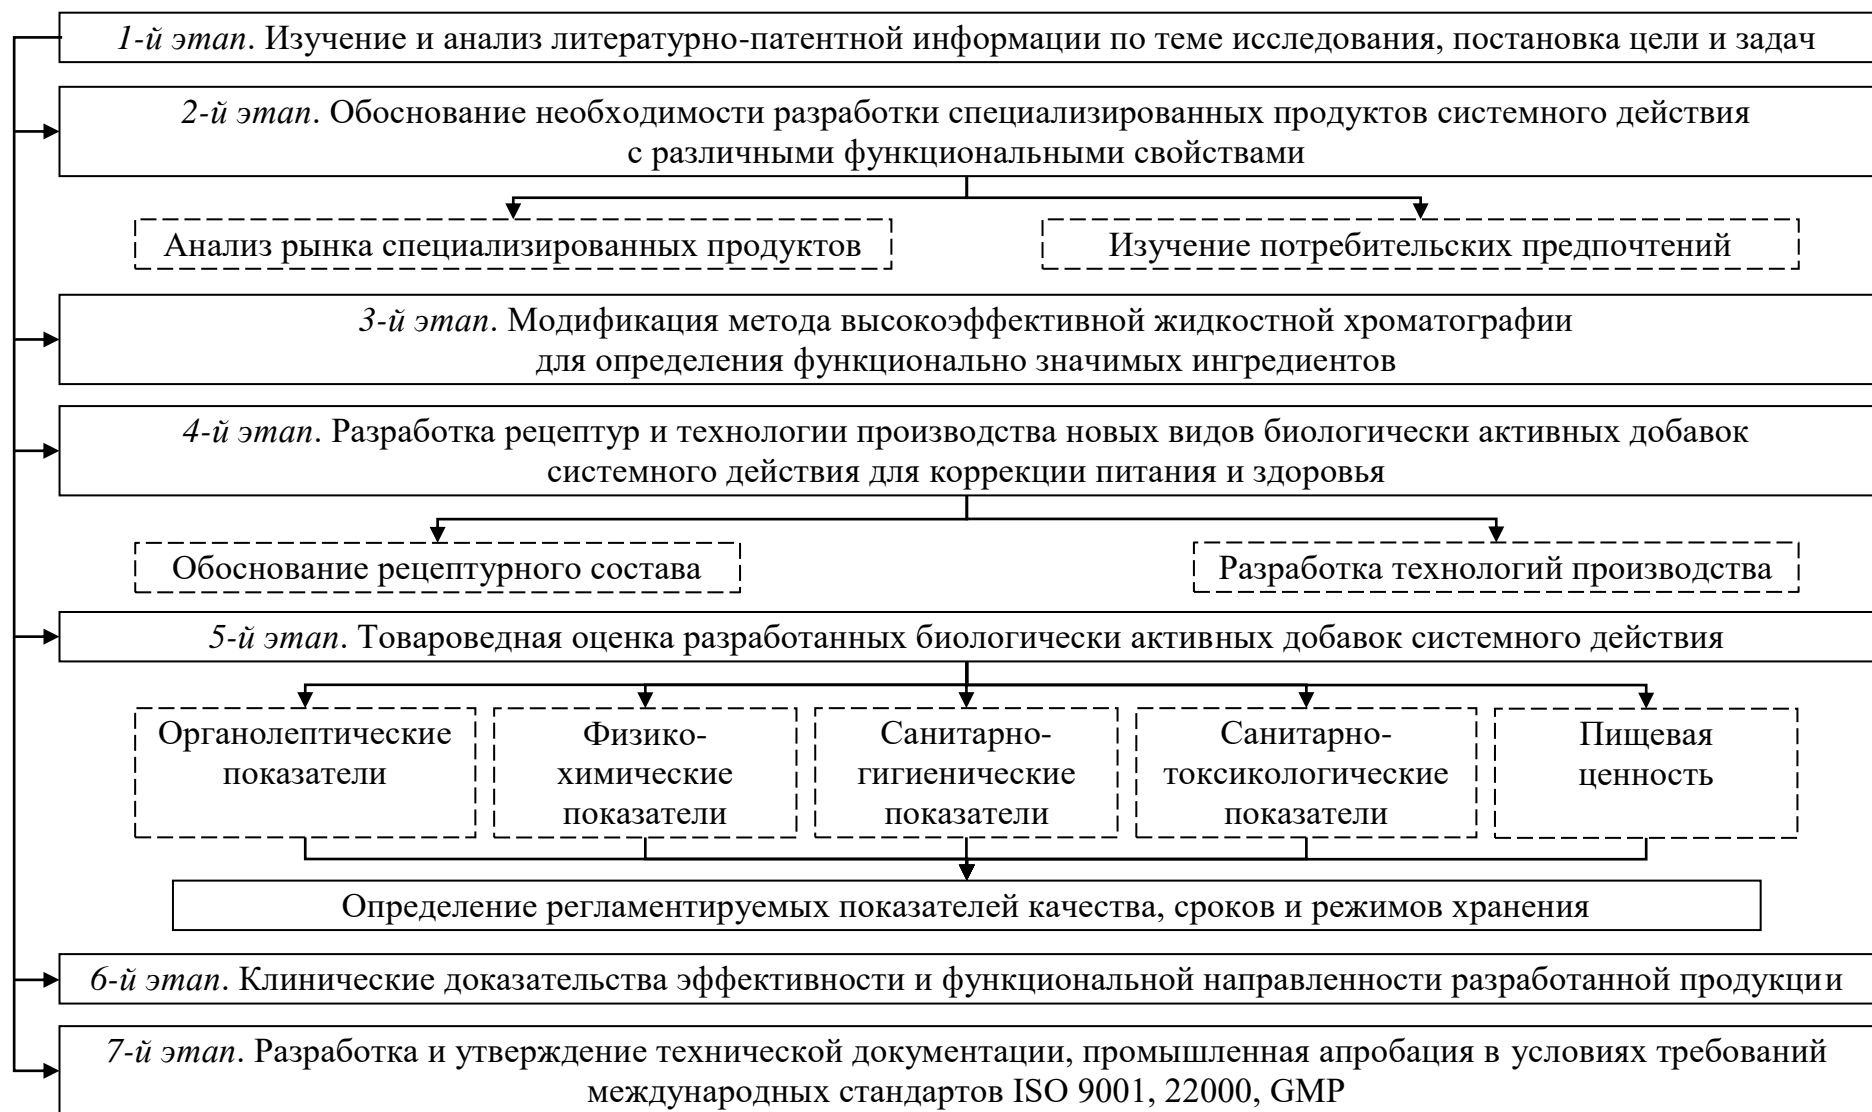 1-й этап. Изучение и анализ литературно-патентной информации по теме исследования, постановка цели и задач
2-й этап. Обоснование необходимости разработки специализированных продуктов системного действия
с различными функциональными свойствами
Анализ рынка специализированных продуктов
Изучение потребительских предпочтений
3-й этап. Модификация метода высокоэффективной жидкостной хроматографии
для определения функционально значимых ингредиентов
4-й этап. Разработка рецептур и технологии производства новых видов биологически активных добавок
системного действия для коррекции питания и здоровья
Обоснование рецептурного состава
Разработка технологий производства
5-й этап. Товароведная оценка разработанных биологически активных добавок системного действия
Органолептические
показатели
Физико-
химические
показатели
Санитарно-
гигиенические
показатели
Санитарно-
токсикологические
показатели
Пищевая
ценность
Определение регламентируемых показателей качества, сроков и режимов хранения
6-й этап. Клинические доказательства эффективности и функциональной направленности разработанной продукции
7-й этап. Разработка и утверждение технической документации, промышленная апробация в условиях требований
международных стандартов ISO 9001, 22000, GMP